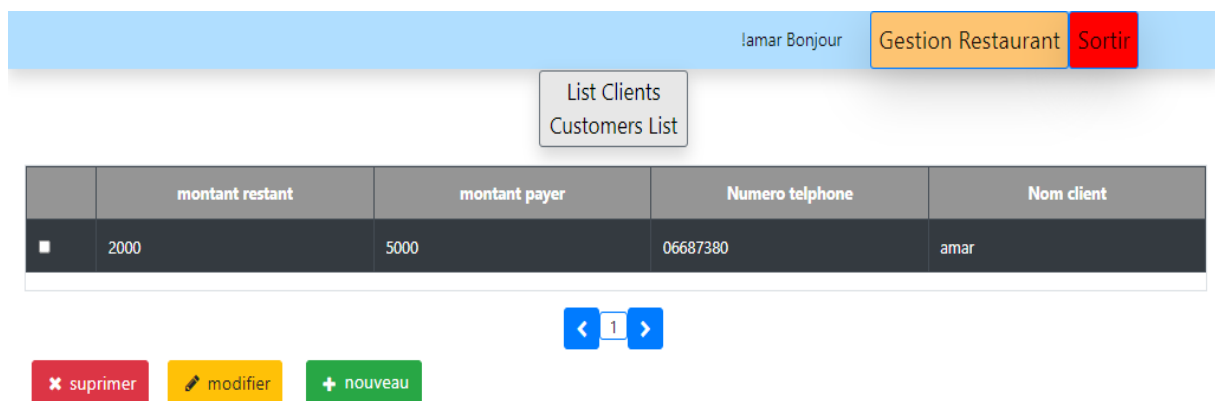 !amar Bonjour Gestion Restaurant Sortir
List Clients
Customers List
montant restant montant payer Numero telphone Nom client
2000 5000 06687380 amar
1
suprimer modifier nouveau